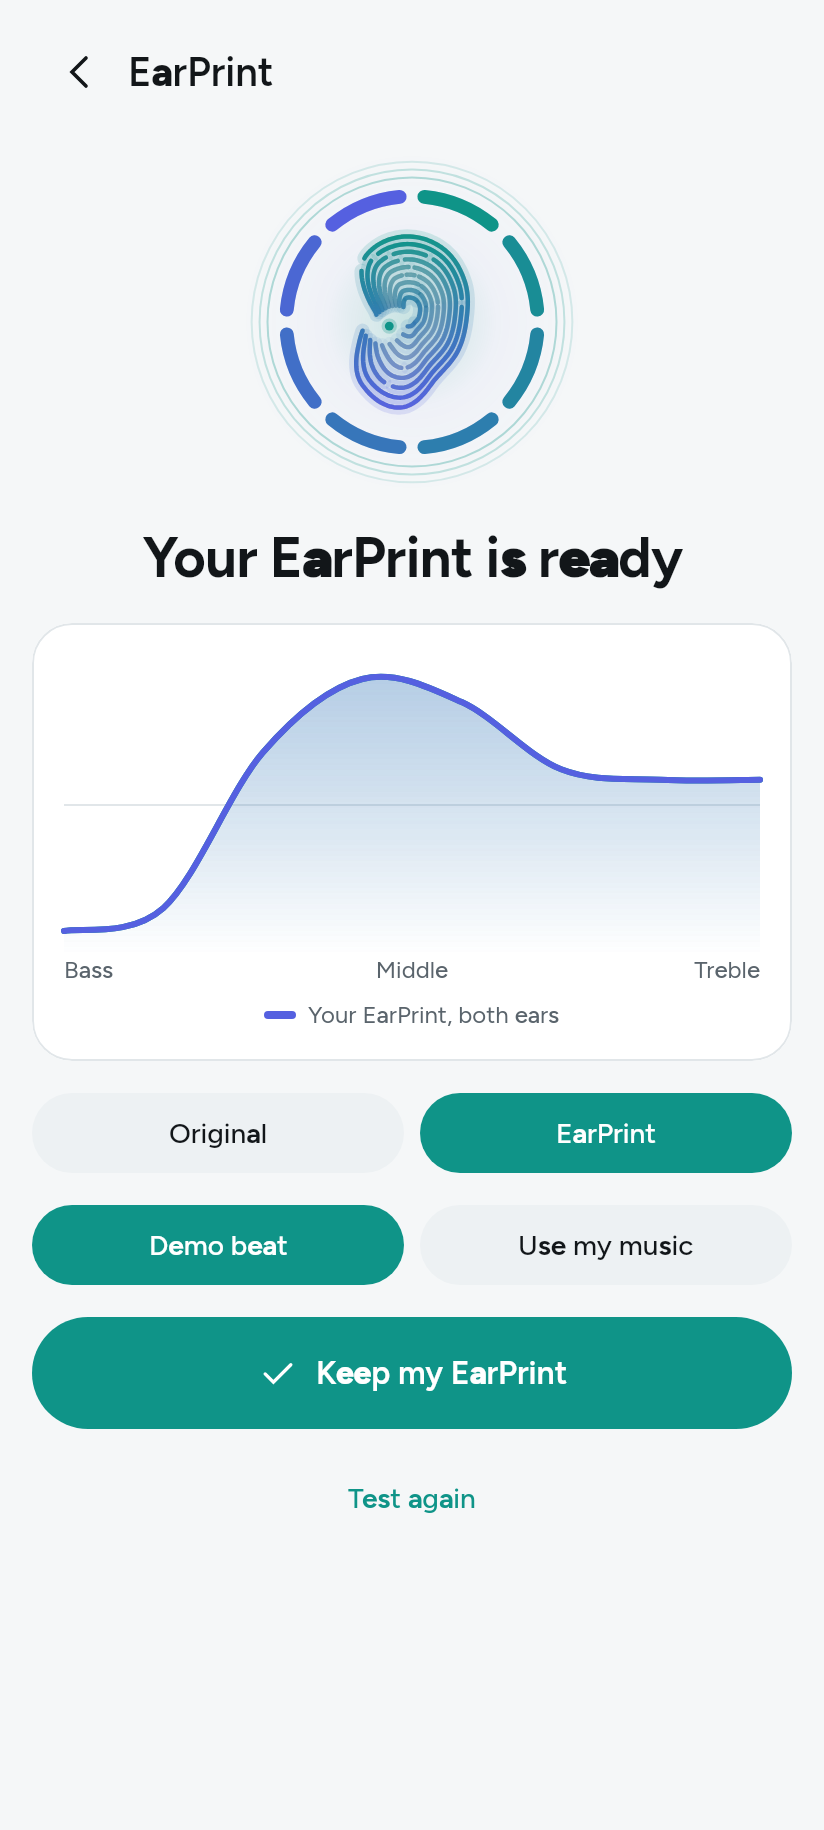 EarPrint
Your EarPrint is ready
Bass Middle Treble
Your EarPrint, both ears
Original EarPrint
Demo beat Use my music
Keep my EarPrint
Test again